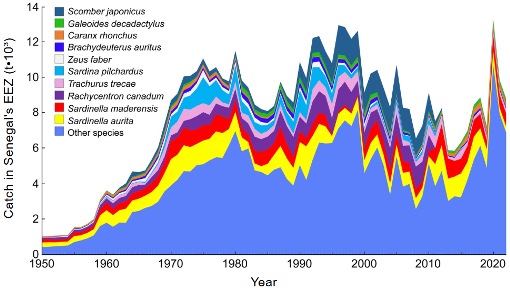 Catch in Senegal's EEZ (t•10³)
14
12
10
8
6
4
2
0
Scomber japonicus
Galeoides decadactylus
Caranx rhonchus
Brachydeuterus auritus
Zeus faber
Sardina pilchardus
Trachurus trecae
Rachycentron canadum
Sardinella maderensis
Sardinella aurita
Other species
1950 1960 1970 1980 1990 2000 2010 2020
Year